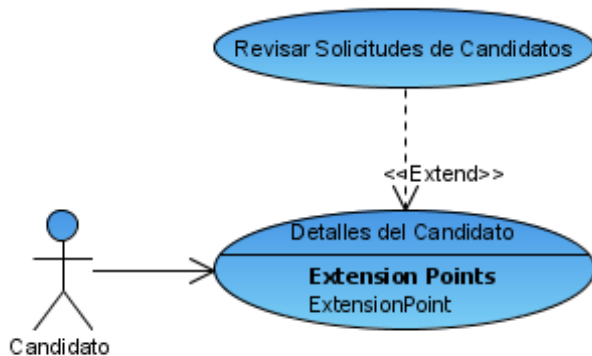 Revisar Solicitudes de Candidatos
<<Extend>>
Detalles del Candidato
Extension Points
ExtensionPoint
Candidato